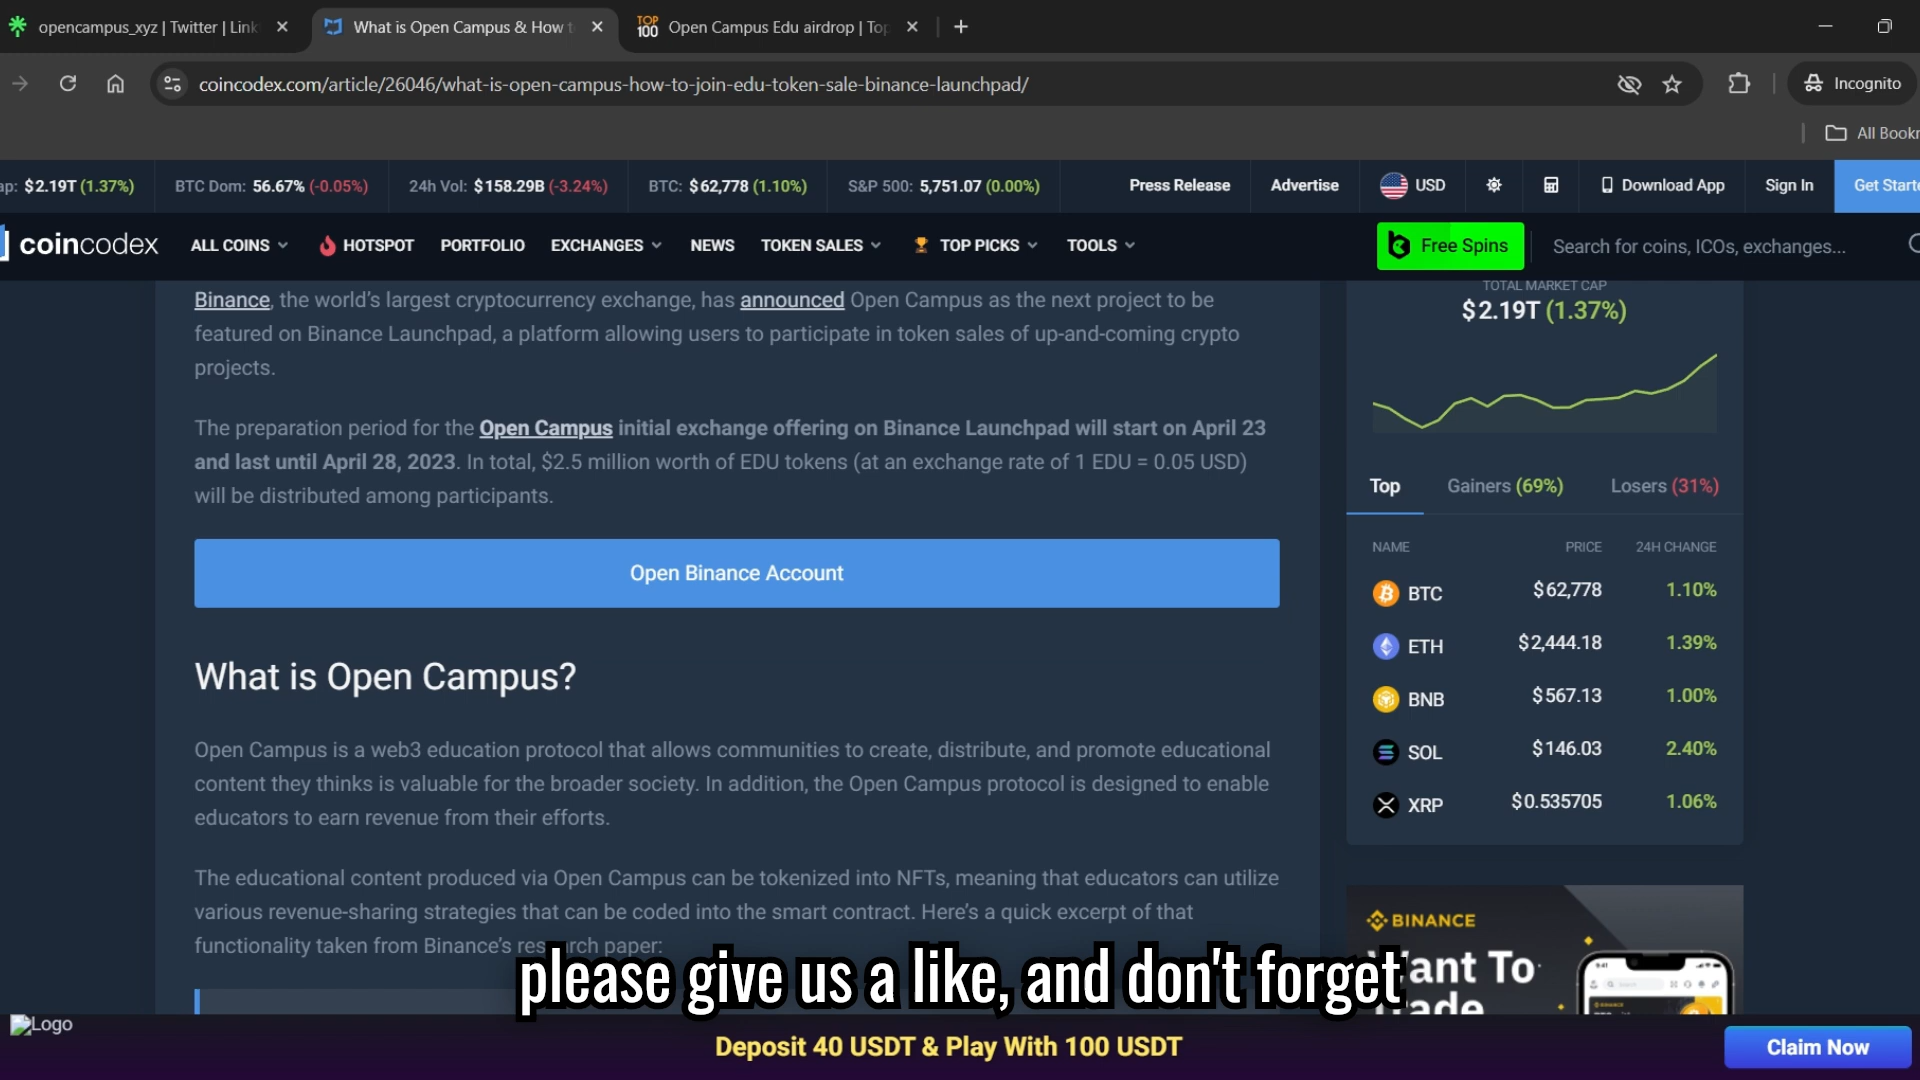 opencampus_xyz | Twitter | Link
What is Open Campus & How t
TOP 100
Open Campus Edu airdrop | Top
coincodex.com/article/26046/what-is-open-campus-how-to-join-edu-token-sale-binance-launchpad/
Incognito
All Bookr
ap: $2.19T (1.37%)
BTC Dom: 56.67% (-0.05%)
24h Vol: $158.29B (-3.24%)
BTC: $62,778 (1.10%)
S&P 500: 5,751.07 (0.00%)
Press Release
Advertise
USD
Download App
Sign In
Get Starte
coincodex
ALL COINS
HOTSPOT
PORTFOLIO
EXCHANGES
NEWS
TOKEN SALES
TOP PICKS
TOOLS
Free Spins
Search for coins, ICOs, exchanges...
Binance, the world's largest cryptocurrency exchange, has announced Open Campus as the next project to be
featured on Binance Launchpad, a platform allowing users to participate in token sales of up-and-coming crypto
projects.
The preparation period for the Open Campus initial exchange offering on Binance Launchpad will start on April 23
and last until April 28, 2023. In total, $2.5 million worth of EDU tokens (at an exchange rate of 1 EDU = 0.05 USD)
will be distributed among participants.
Open Binance Account
What is Open Campus?
Open Campus is a web3 education protocol that allows communities to create, distribute, and promote educational
content they thinks is valuable for the broader society. In addition, the Open Campus protocol is designed to enable
educators to earn revenue from their efforts.
The educational content produced via Open Campus can be tokenized into NFTs, meaning that educators can utilize
various revenue-sharing strategies that can be coded into the smart contract. Here's a quick excerpt of that
functionality taken from Binance's research paper:
TOTAL MARKET CAP
$2.19T (1.37%)
Top
Gainers (69%)
Losers (31%)
NAME PRICE 24H CHANGE
BTC $62,778 1.10%
ETH $2,444.18 1.39%
BNB $567.13 1.00%
SOL $146.03 2.40%
XRP $0.535705 1.06%
BINANCE
Want To
Trade
please give us a like, and don't forget
Logo
Deposit 40 USDT & Play With 100 USDT
Claim Now